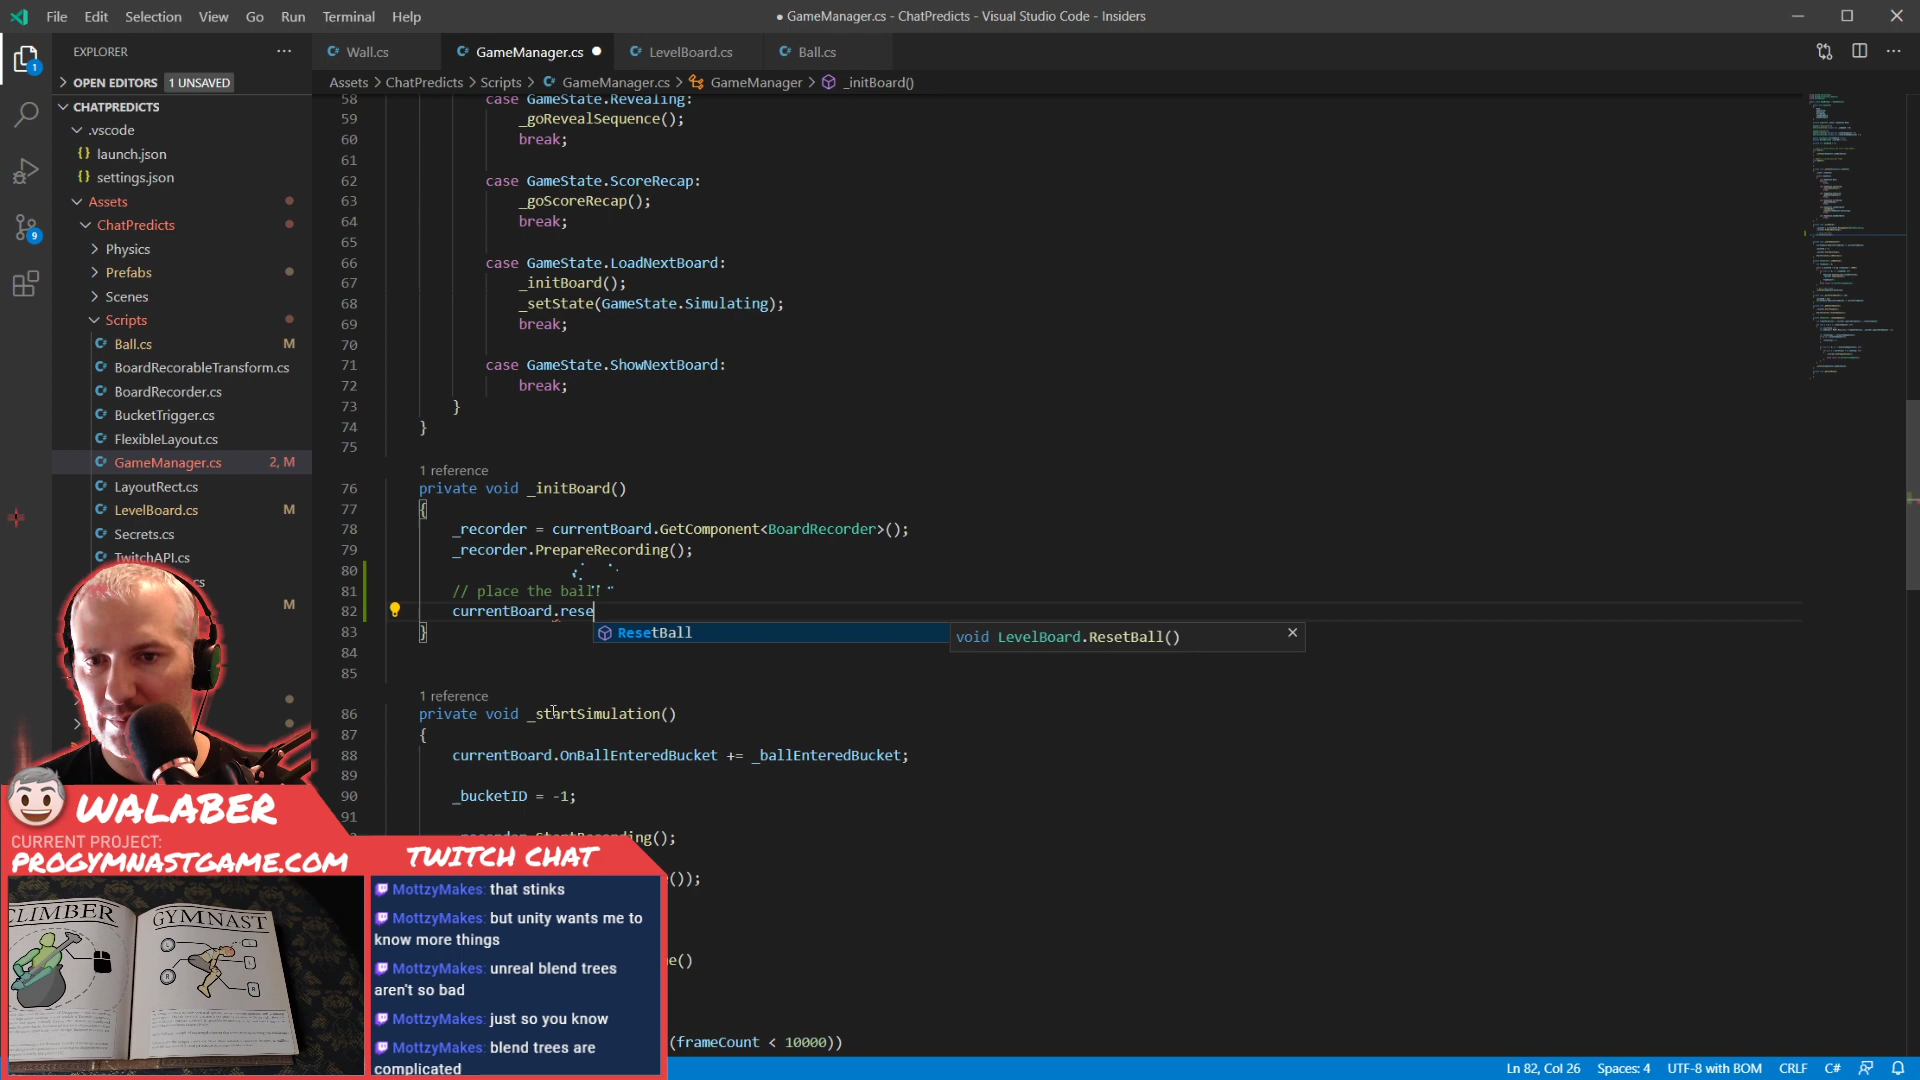 File Edit Selection View Go Run Terminal Help
● GameManager.cs - ChatPredicts - Visual Studio Code - Insiders
EXPLORER
Wall.cs
GameManager.cs
LevelBoard.cs
Ball.cs
OPEN EDITORS 1 UNSAVED
Assets > ChatPredicts > Scripts > GameManager.cs > GameManager > _initBoard()
CHATPREDICTS
.vscode
launch.json
settings.json
Assets
ChatPredicts
Physics
Prefabs
Scenes
Scripts
Ball.cs M
BoardRecorableTransform.cs
BoardRecorder.cs
BucketTrigger.cs
FlexibleLayout.cs
GameManager.cs 2, M
LayoutRect.cs
LevelBoard.cs M
Secrets.cs
TwitchAPI.cs
M
1
9
58 case GameState.Revealing:
59 _goRevealSequence();
60 break;
61
62 case GameState.ScoreRecap:
63 _goScoreRecap();
64 break;
65
66 case GameState.LoadNextBoard:
67 _initBoard();
68 _setState(GameState.Simulating);
69 break;
70
71 case GameState.ShowNextBoard:
72 break;
73 }
74 }
75
1 reference
76 private void _initBoard()
77 {
78 _recorder = currentBoard.GetComponent<BoardRecorder>();
79 _recorder.PrepareRecording();
80
81 // place the ball!
82 currentBoard.rese
ResetBall
void LevelBoard.ResetBall()
83 }
84
85
1 reference
86 private void _startSimulation()
87 {
88 currentBoard.OnBallEnteredBucket += _ballEnteredBucket;
89
90 _bucketID = -1;
91
());
e()
(frameCount < 10000))
WALABER
CURRENT PROJECT:
PROGYMNASTGAME.COM
TWITCH CHAT
CLIMBER
GYMNAST
MottzyMakes: that stinks
MottzyMakes: but unity wants me to
know more things
MottzyMakes: unreal blend trees
aren't so bad
MottzyMakes: just so you know
MottzyMakes: blend trees are
complicated
Ln 82, Col 26 Spaces: 4 UTF-8 with BOM CRLF C#